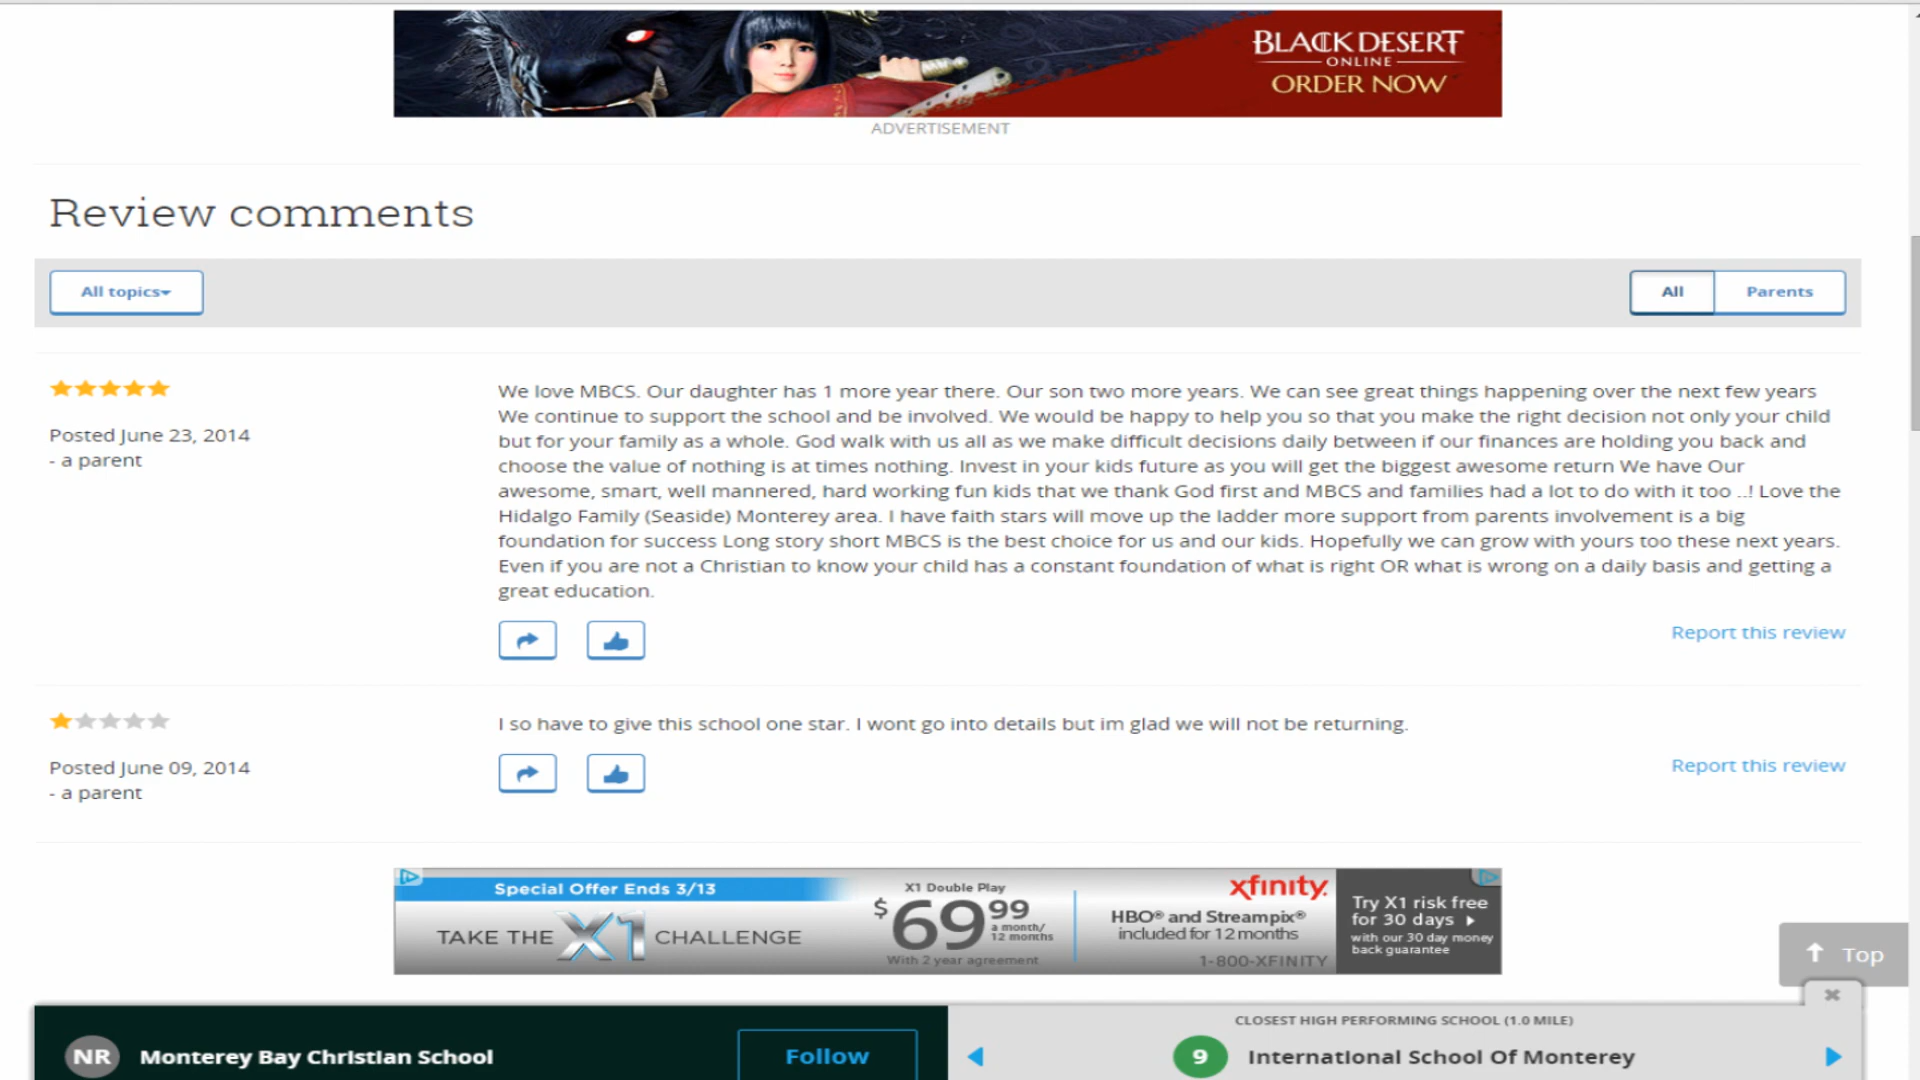 BLACK DESERT
ONLINE
ORDER NOW
ADVERTISEMENT
Review comments
All topics
All
Parents
We love MBCS. Our daughter has 1 more year there. Our son two more years. We can see great things happening over the next few years
We continue to support the school and be involved. We would be happy to help you so that you make the right decision not only your child
but for your family as a whole. God walk with us all as we make difficult decisions daily between if our finances are holding you back and
choose the value of nothing is at times nothing. Invest in your kids future as you will get the biggest awesome return We have Our
awesome, smart, well mannered, hard working fun kids that we thank God first and MBCS and families had a lot to do with it too ..! Love the
Hidalgo Family (Seaside) Monterey area. I have faith stars will move up the ladder more support from parents involvement is a big
foundation for success Long story short MBCS is the best choice for us and our kids. Hopefully we can grow with yours too these next years.
Even if you are not a Christian to know your child has a constant foundation of what is right OR what is wrong on a daily basis and getting a
great education.
Posted June 23, 2014
- a parent
Report this review
I so have to give this school one star. I wont go into details but im glad we will not be returning.
Posted June 09, 2014
- a parent
Report this review
Special Offer Ends 3/13
TAKE THE X1 CHALLENGE
X1 Double Play
$69.99
a month/
12 months
With 2 year agreement
xfinity.
HBO® and Streampix®
included for 12 months
1-800-XFINITY
Try X1 risk free
for 30 days
with our 30 day money
back guarantee
Top
NR
Monterey Bay Christian School
Follow
CLOSEST HIGH PERFORMING SCHOOL (1.0 MILE)
9
International School Of Monterey